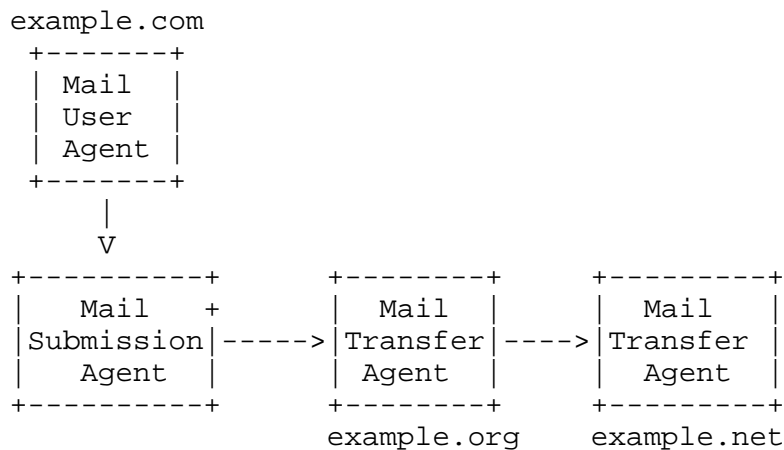 example.com
+-------+
| Mail |
| User |
| Agent |
+-------+
|
V
+----------+ +--------+ +---------+
| Mail + | Mail | | Mail |
|Submission|----->|Transfer|---->|Transfer |
| Agent | | Agent | | Agent |
+----------+ +--------+ +---------+
example.org example.net